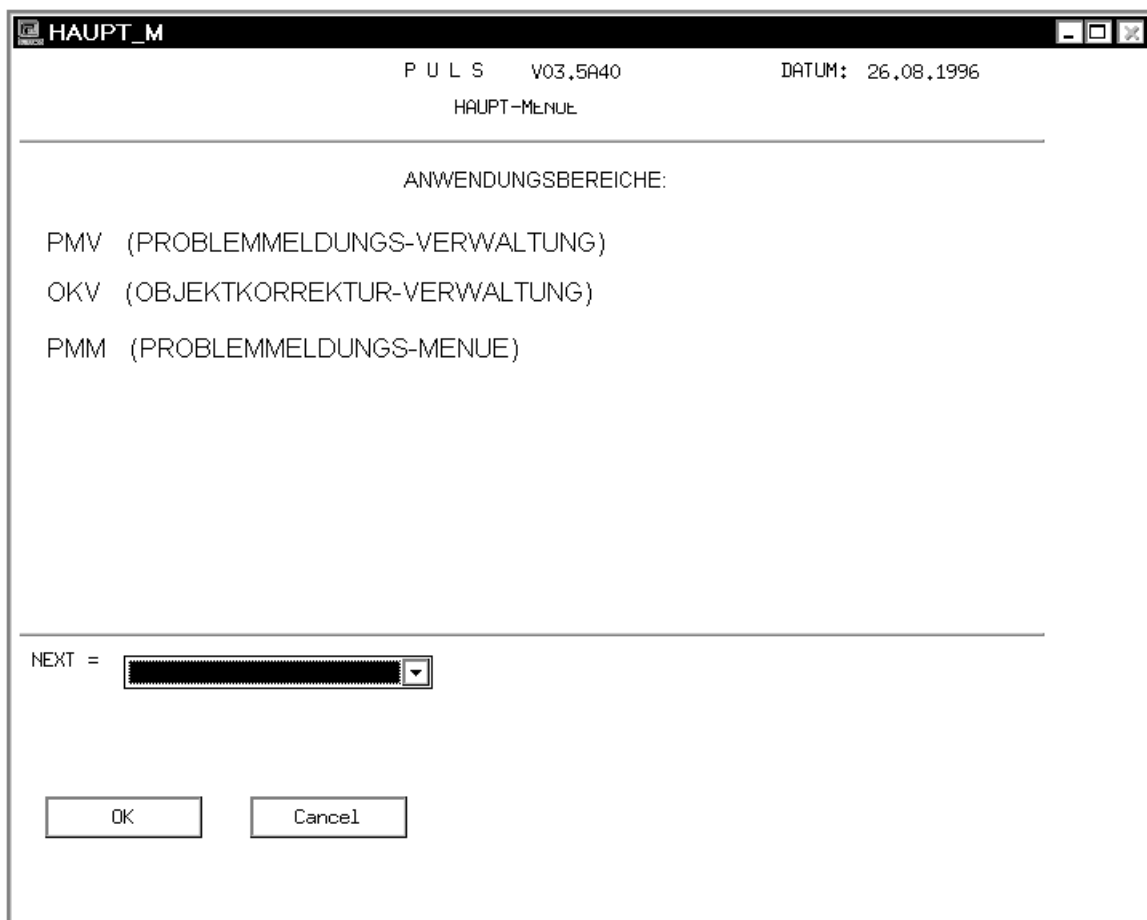 HAUPT_M
P U L S V03.5A40 DATUM: 26.08.1996
HAUPT-MENUE
ANWENDUNGSBEREICHE:
PMV (PROBLEMMELDUNGS-VERWALTUNG)
OKV (OBJEKTKORREKTUR-VERWALTUNG)
PMM (PROBLEMMELDUNGS-MENUE)
NEXT =
OK Cancel